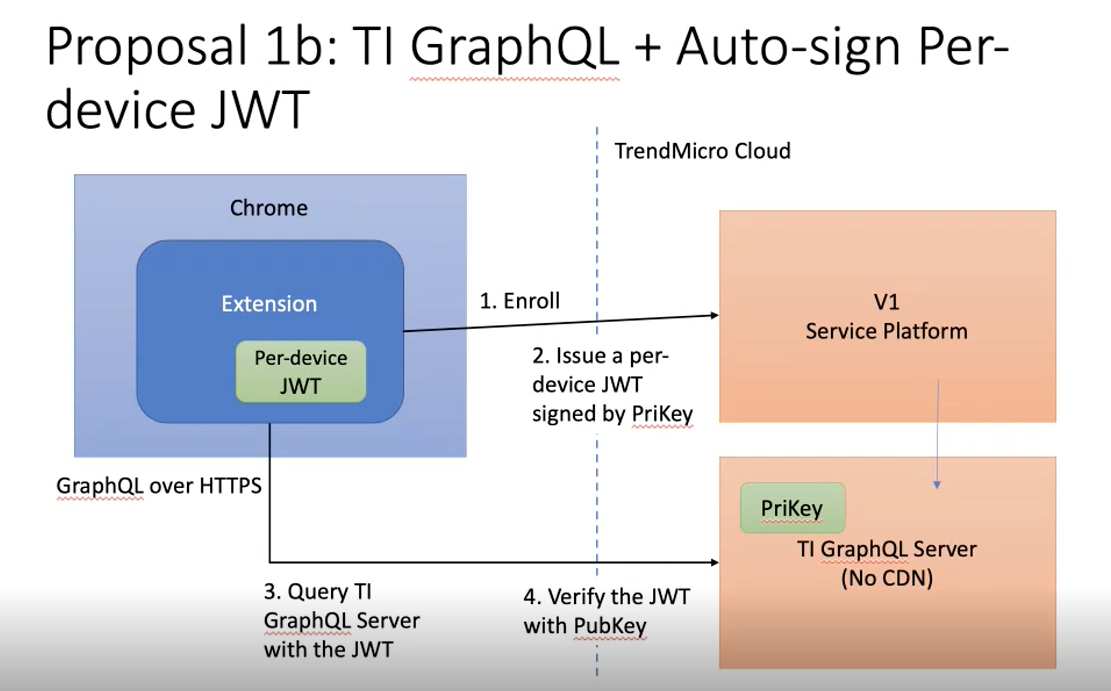 Proposal 1b: TI GraphQL + Auto-sign Per-
device JWT
TrendMicro Cloud
Chrome
Extension
Per-device
JWT
1. Enroll
2. Issue a per-
device JWT
signed by PriKey
V1
Service Platform
GraphQL over HTTPS
PriKey
TI GraphQL Server
(No CDN)
3. Query TI
GraphQL Server
with the JWT
4. Verify the JWT
with PubKey